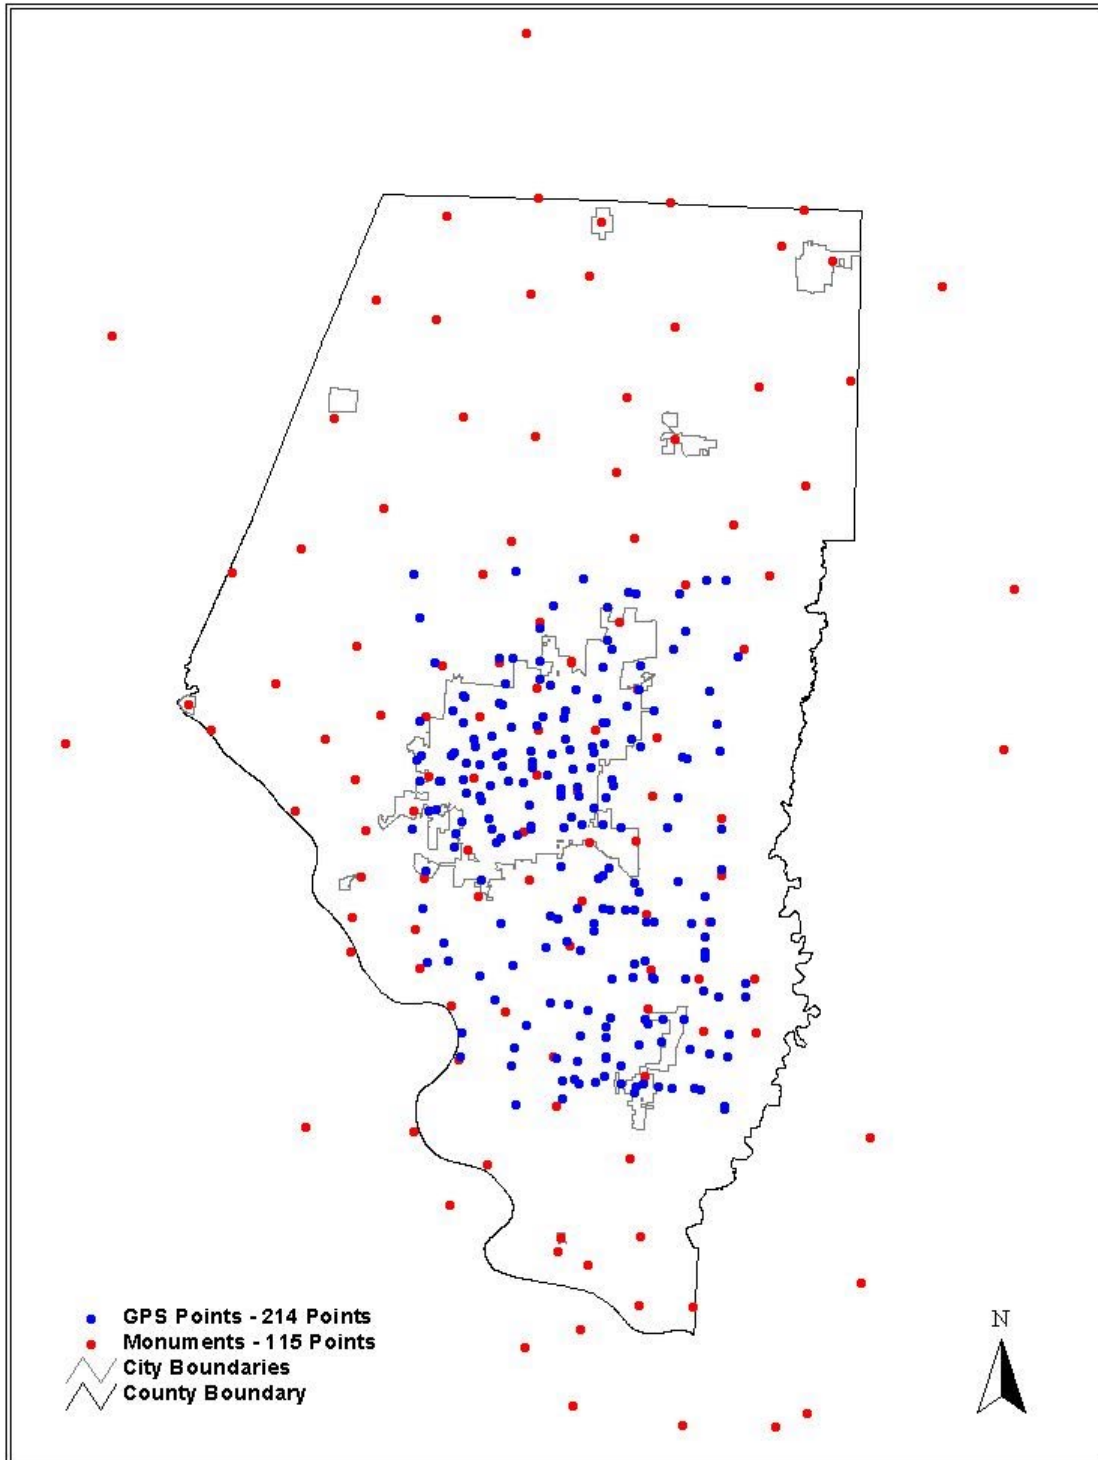 GPS Points - 214 Points
Monuments - 115 Points
City Boundaries
County Boundary
N